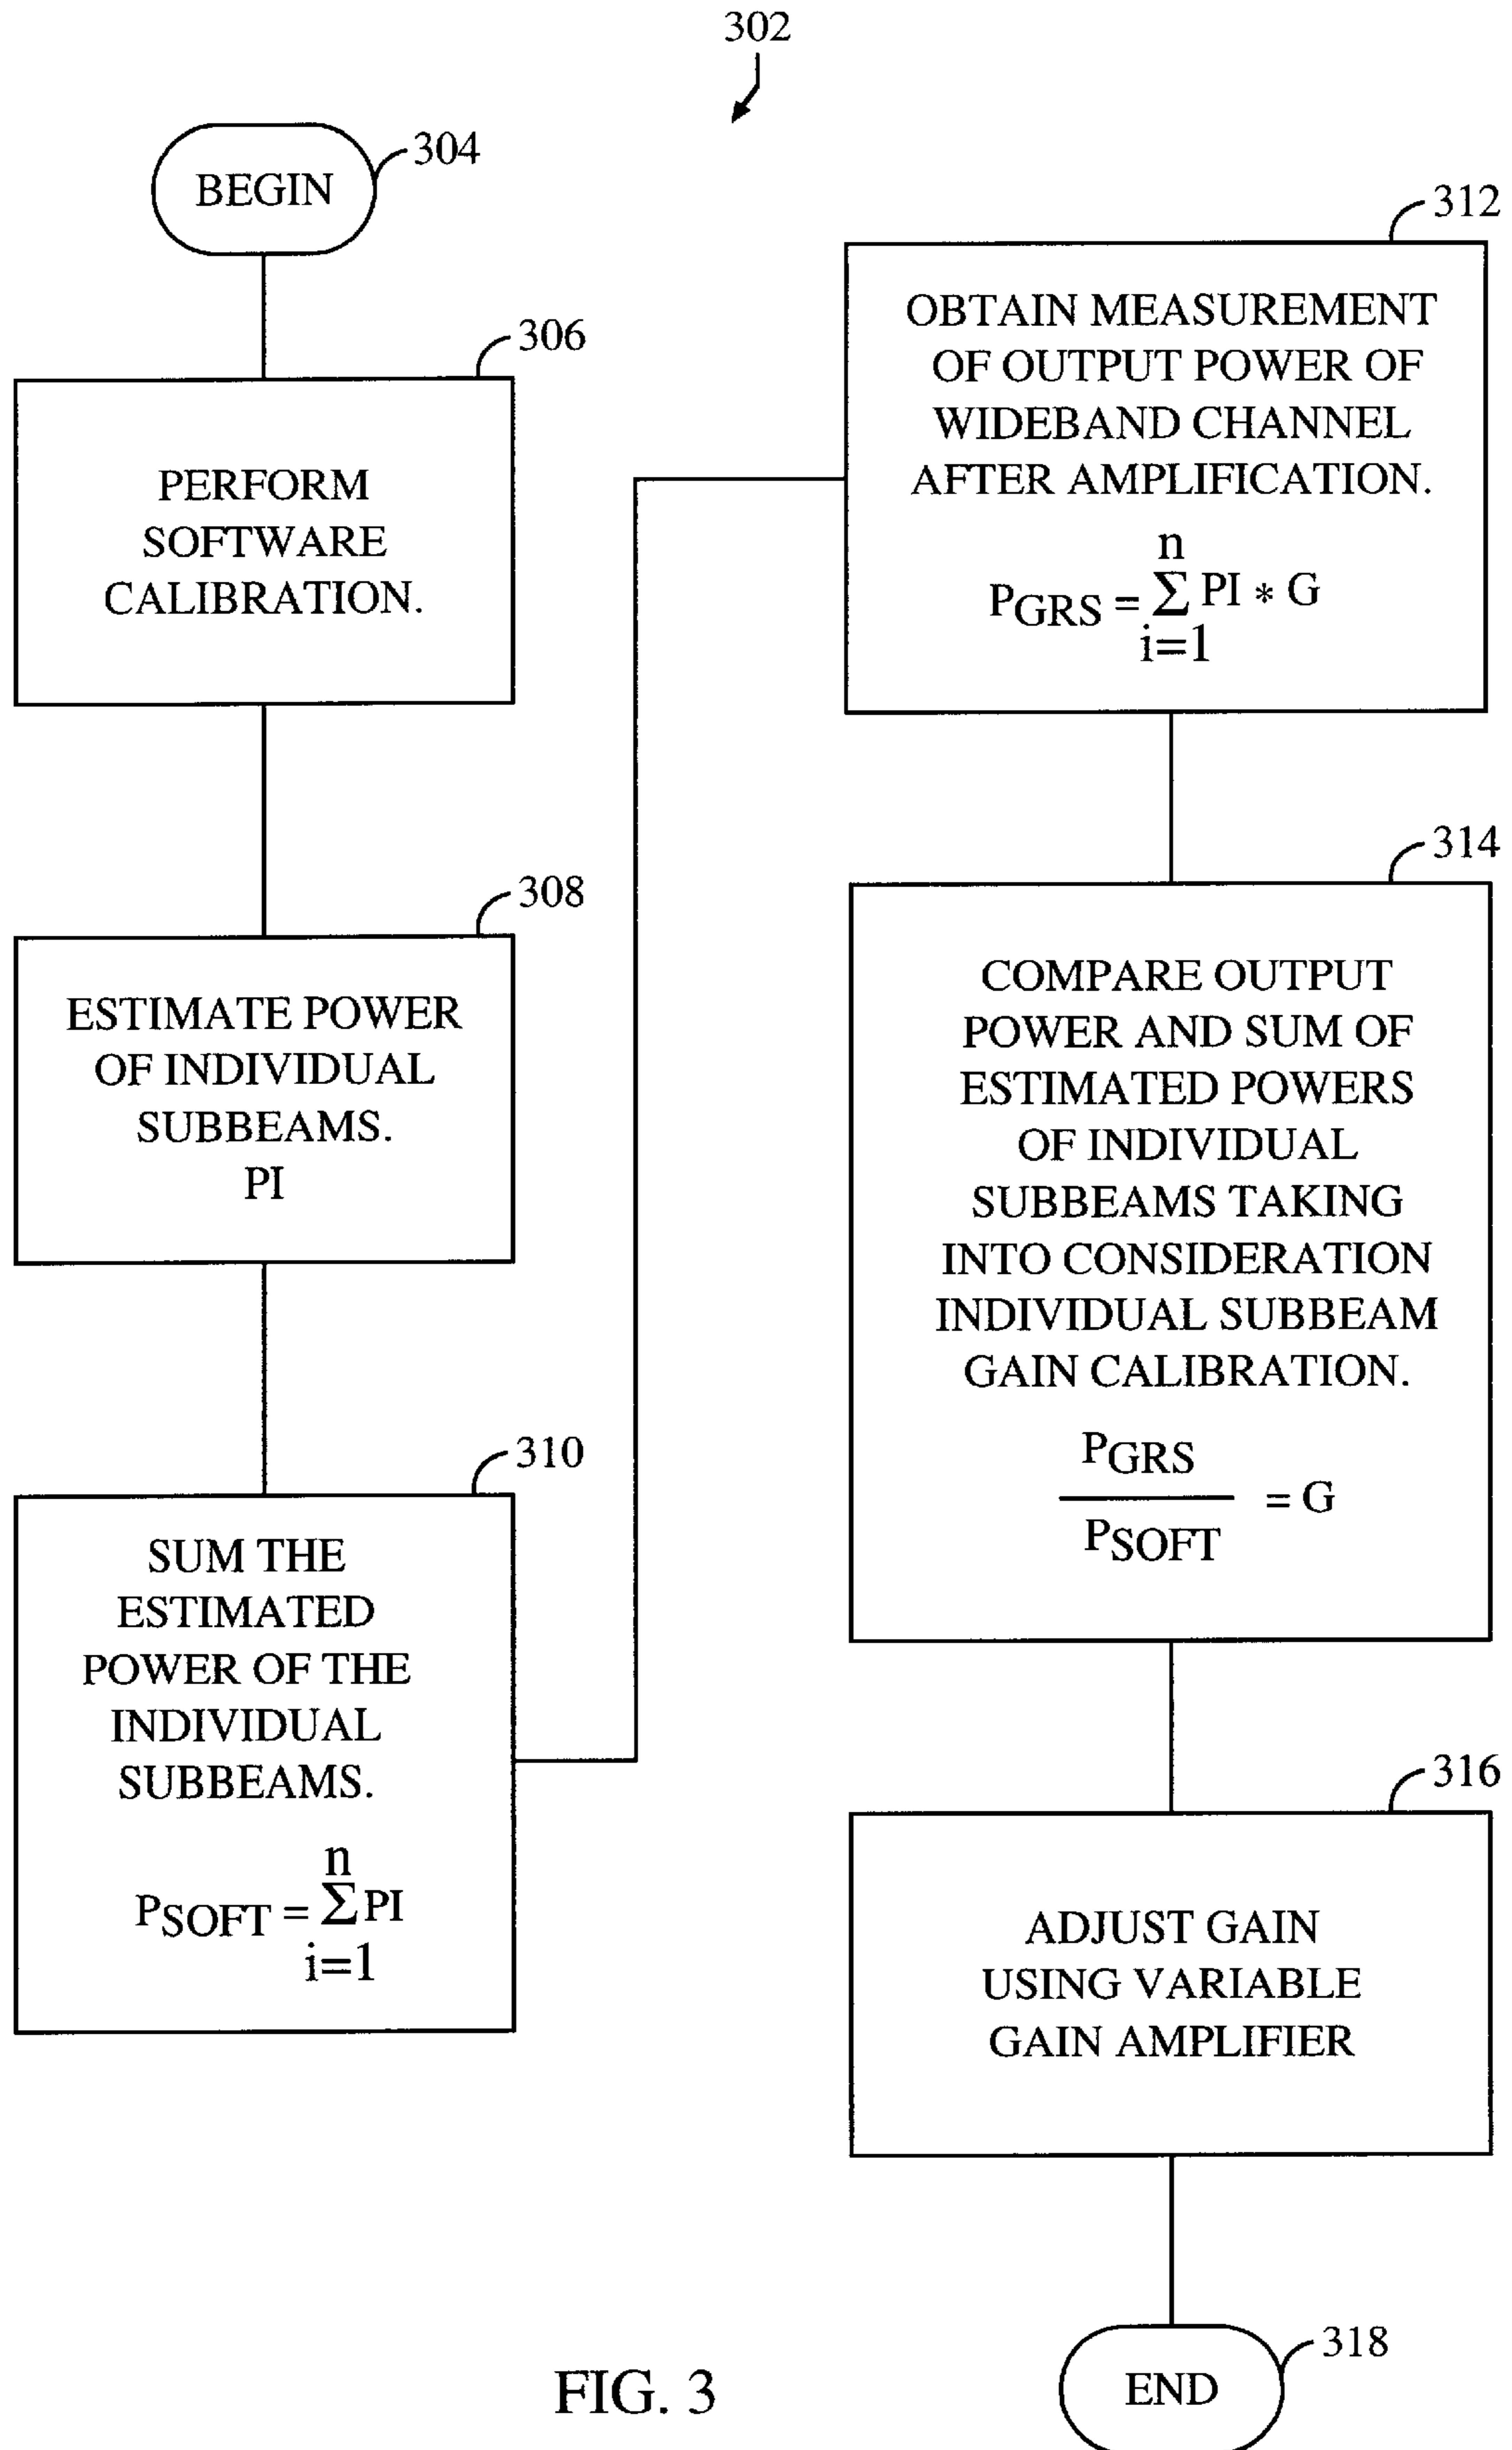 302
BEGIN
304
306
PERFORM
SOFTWARE
CALIBRATION.
308
ESTIMATE POWER
OF INDIVIDUAL
SUBBEAMS.
PI
310
SUM THE
ESTIMATED
POWER OF THE
INDIVIDUAL
SUBBEAMS.
n
PSOFT = Σ PI
i=1
312
OBTAIN MEASUREMENT
OF OUTPUT POWER OF
WIDEBAND CHANNEL
AFTER AMPLIFICATION.
n
PGRS = Σ PI * G
i=1
314
COMPARE OUTPUT
POWER AND SUM OF
ESTIMATED POWERS
OF INDIVIDUAL
SUBBEAMS TAKING
INTO CONSIDERATION
INDIVIDUAL SUBBEAM
GAIN CALIBRATION.
PGRS
= G
PSOFT
316
ADJUST GAIN
USING VARIABLE
GAIN AMPLIFIER
318
END
FIG. 3